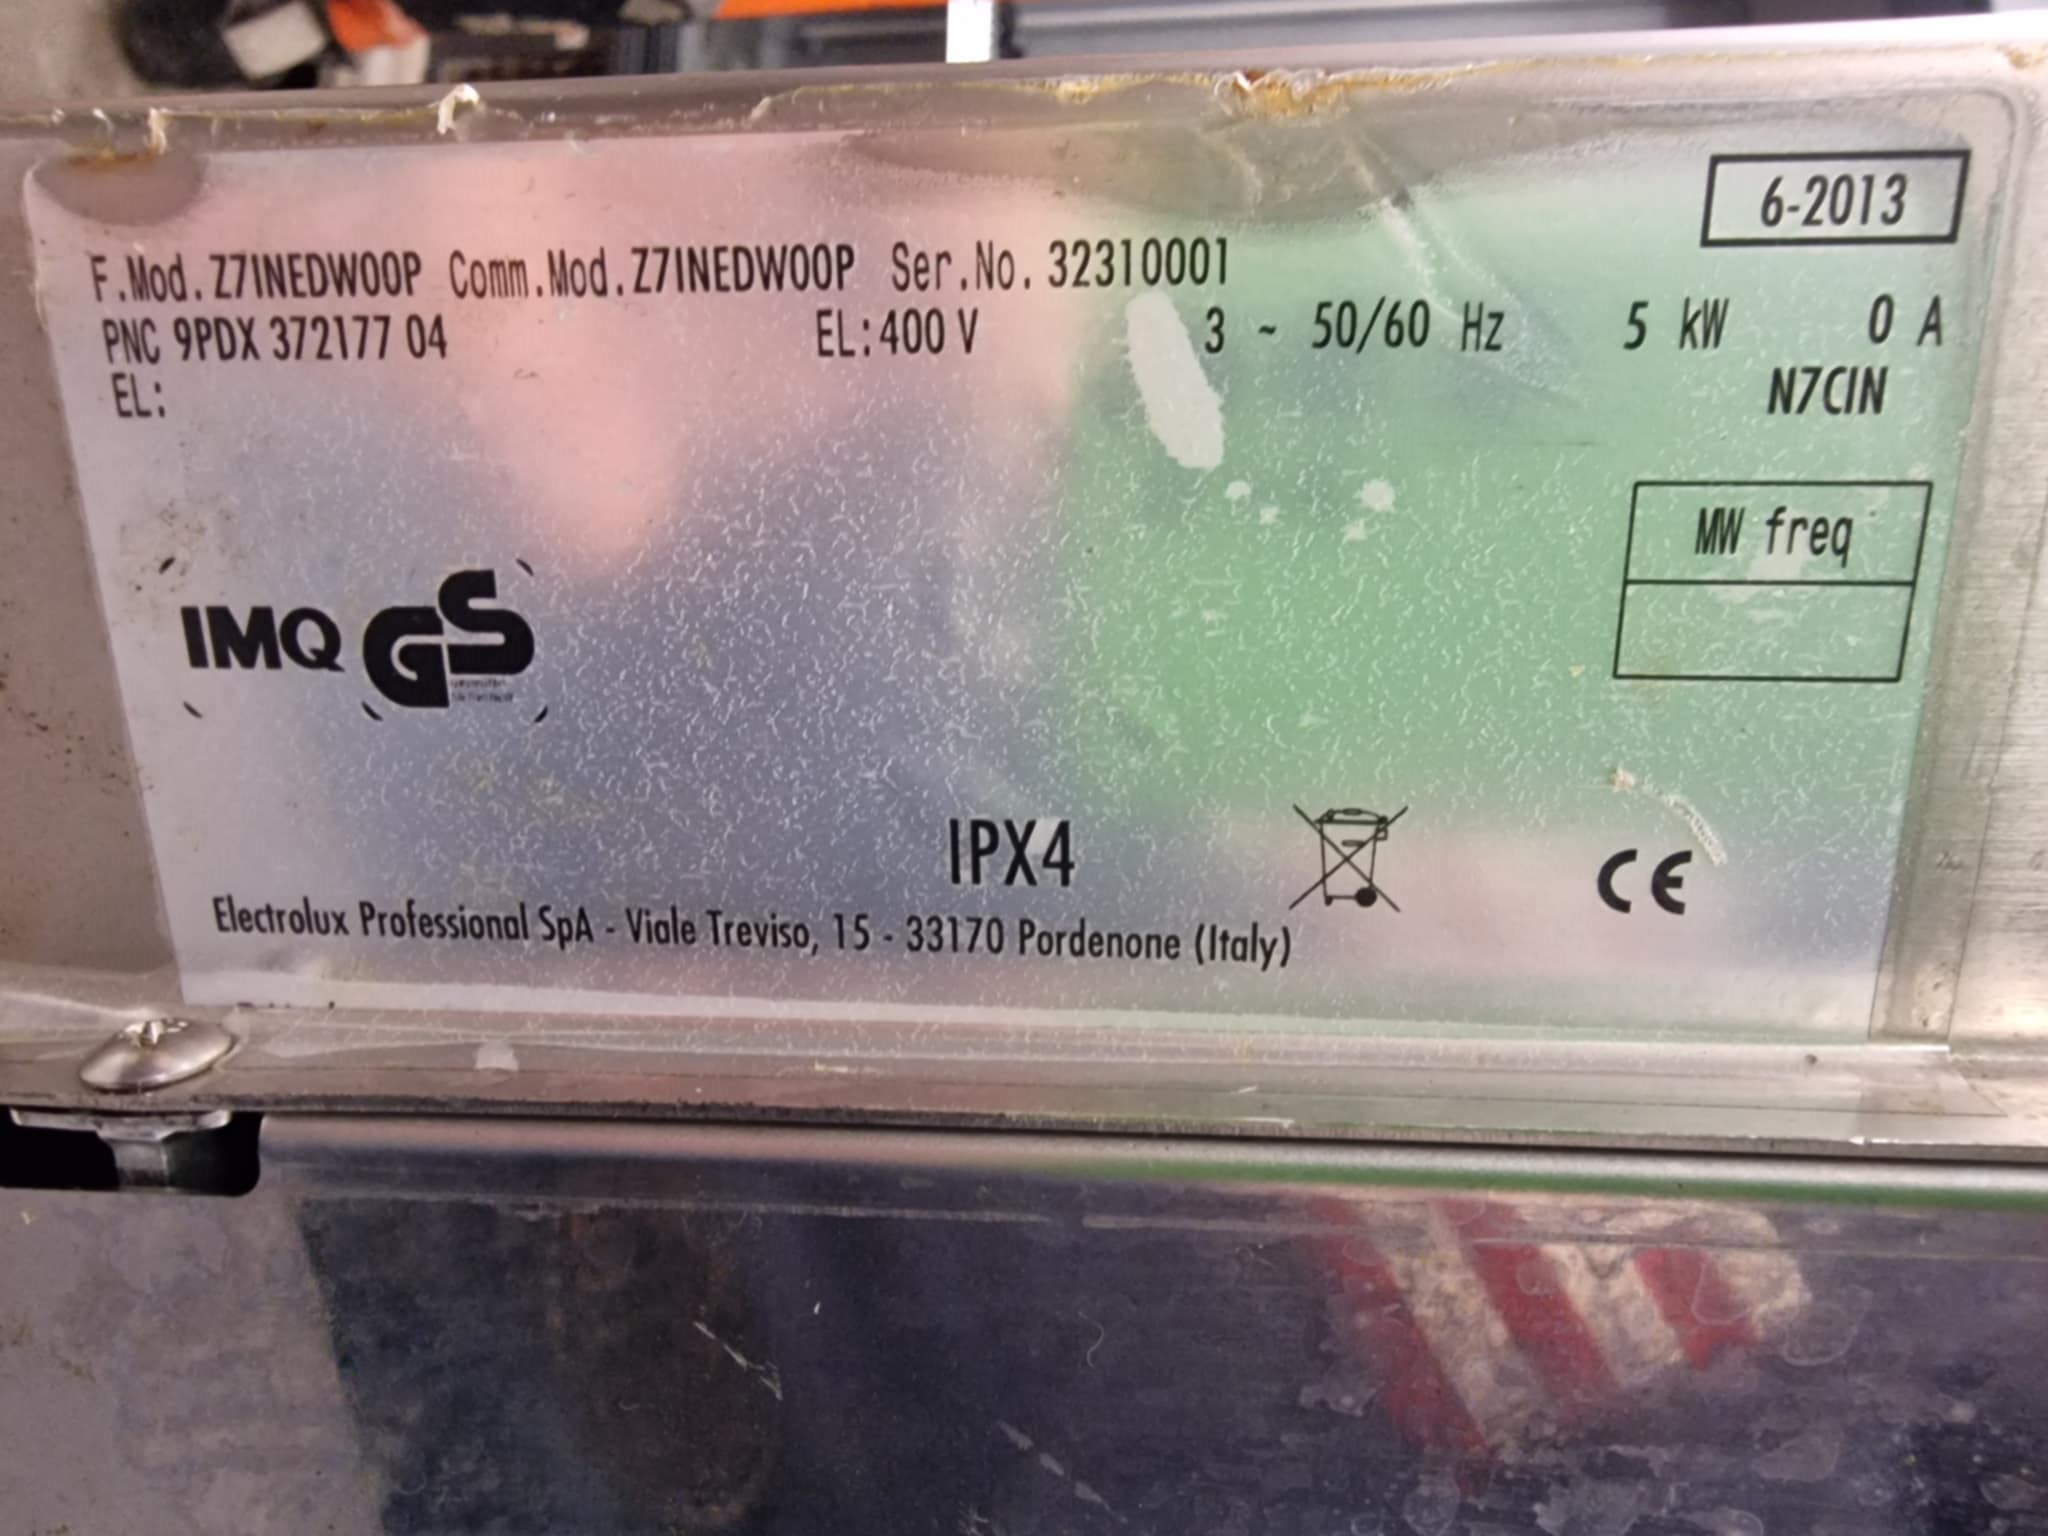 6-2013
F.Mod. Z7INEDW00P Comm.Mod. Z7INEDW00P Ser.No. 32310001
PNC 9PDX 372177 04 EL: 400 V 3 ~ 50/60 Hz 5 kW 0 A
EL: N7CIN
MW freq
IMQ GS
IPX4
CE
Electrolux Professional SpA - Viale Treviso, 15 - 33170 Pordenone (Italy)